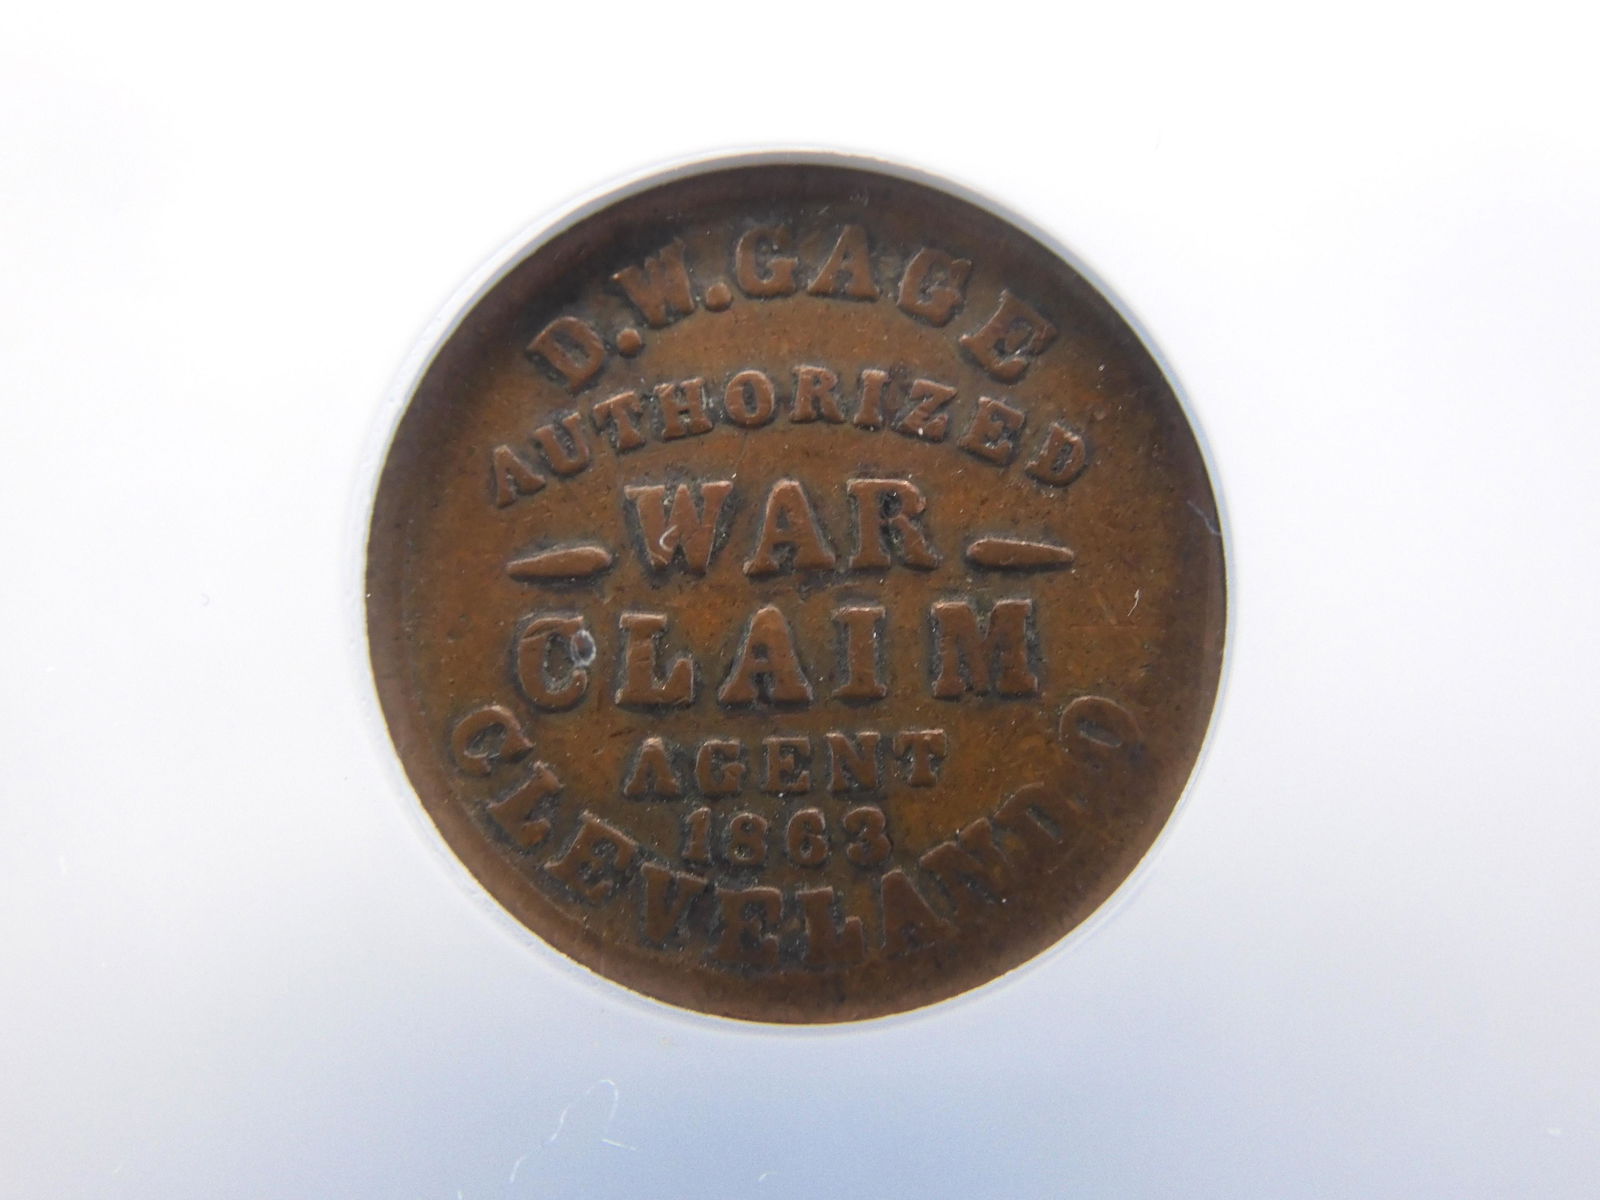 D.W.GAGE
AUTHORIZED
WAR
CLAIM
AGENT
1863
CLEVELAND O